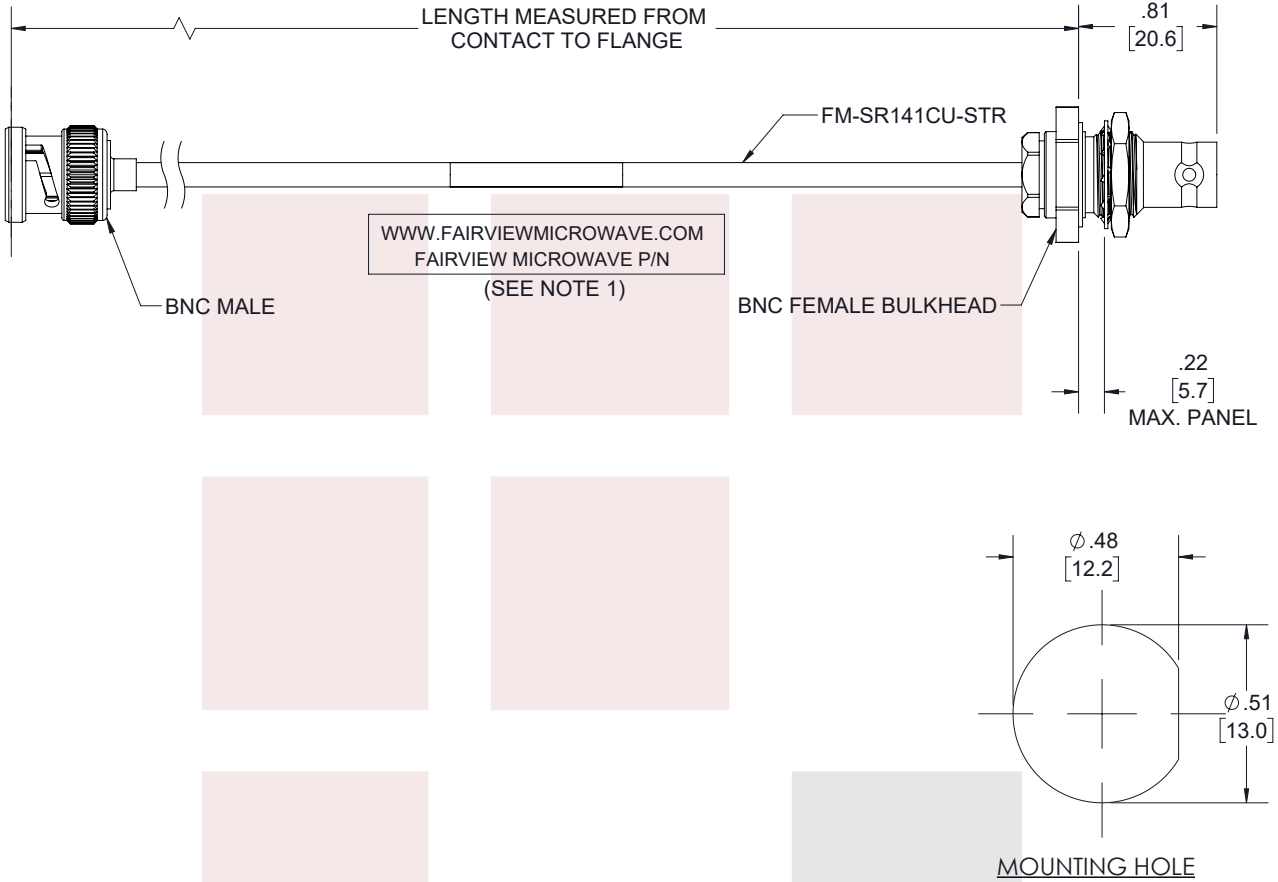 LENGTH MEASURED FROM
CONTACT TO FLANGE
.81
[20.6]
FM-SR141CU-STR
WWW.FAIRVIEWMICROWAVE.COM
FAIRVIEW MICROWAVE P/N
(SEE NOTE 1)
BNC MALE
BNC FEMALE BULKHEAD
.22
[5.7]
MAX. PANEL
∅.48
[12.2]
∅.51
[13.0]
MOUNTING HOLE